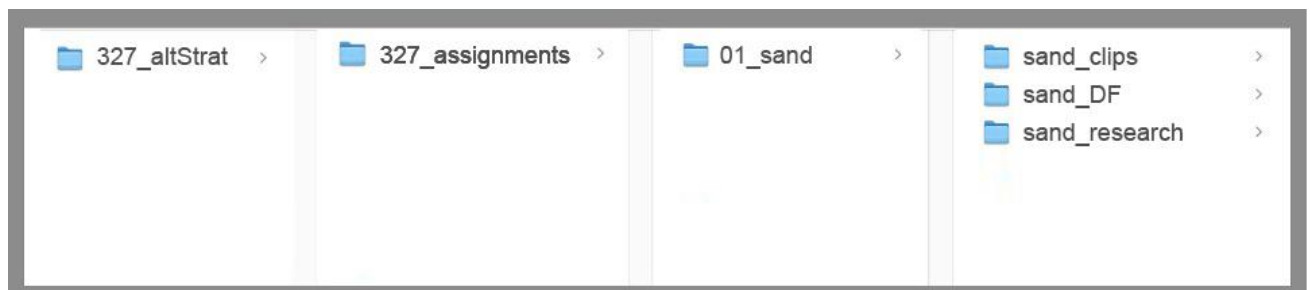 327_altStrat
327_assignments
01_sand
sand_clips
sand_DF
sand_research